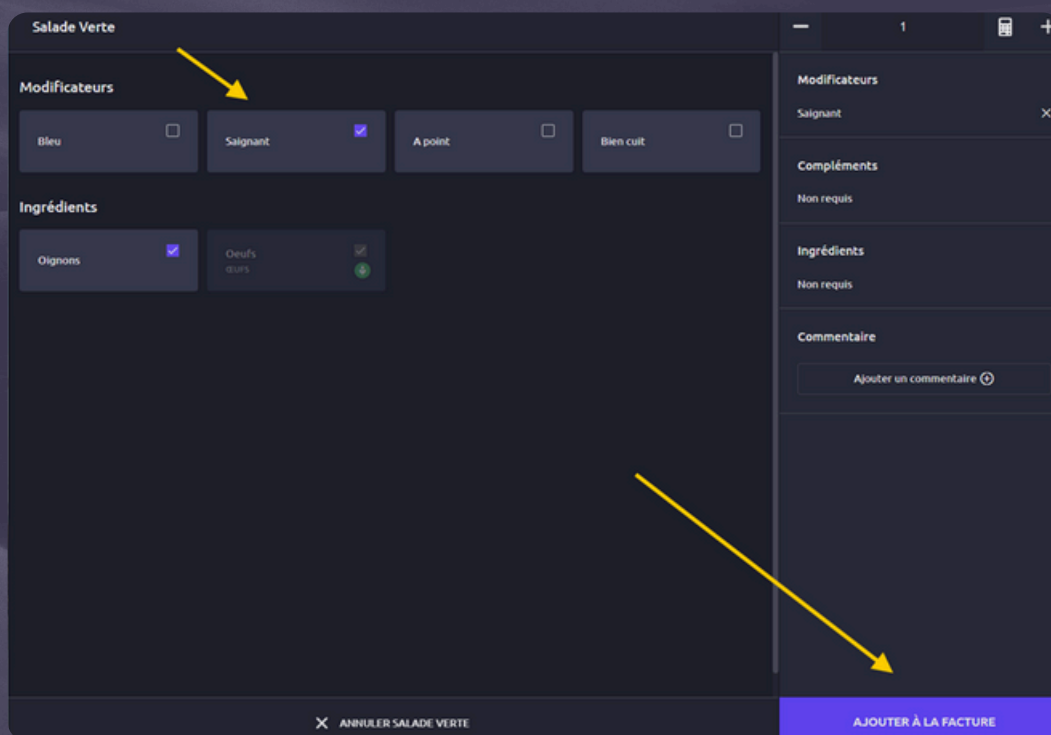 Salade Verte
1
Modificateurs
Bleu
Saignant
A point
Bien cuit
Ingrédients
Oignons
Oeufs
œurs
Modificateurs
Saignant
Compléments
Non requis
Ingrédients
Non requis
Commentaire
Ajouter un commentaire
ANNULER SALADE VERTE
AJOUTER À LA FACTURE